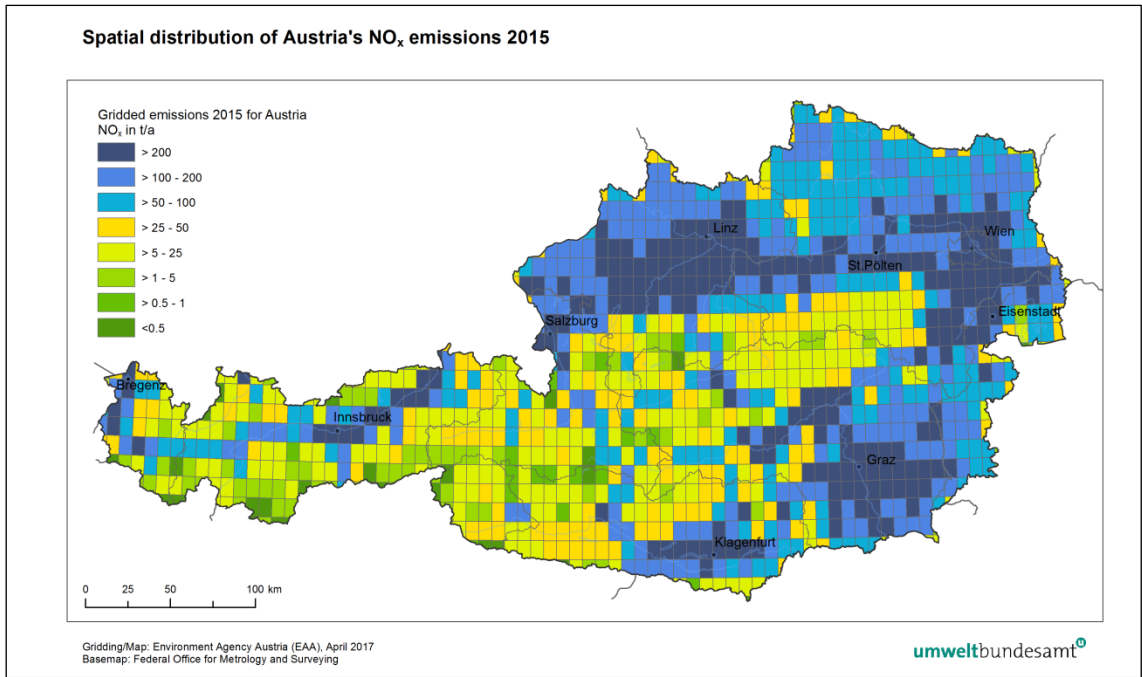 Spatial distribution of Austria's NOx emissions 2015
Gridded emissions 2015 for Austria
NOx in t/a
> 200
> 100 - 200
> 50 - 100
> 25 - 50
> 5 - 25
> 1 - 5
> 0.5 - 1
<0.5
Linz
Wien
St.Pölten
Eisenstadt
Salzburg
Bregenz
Innsbruck
Graz
Klagenfurt
0 25 50 100 km
Gridding/Map: Environment Agency Austria (EAA), April 2017
Basemap: Federal Office for Metrology and Surveying
umweltbundesamt